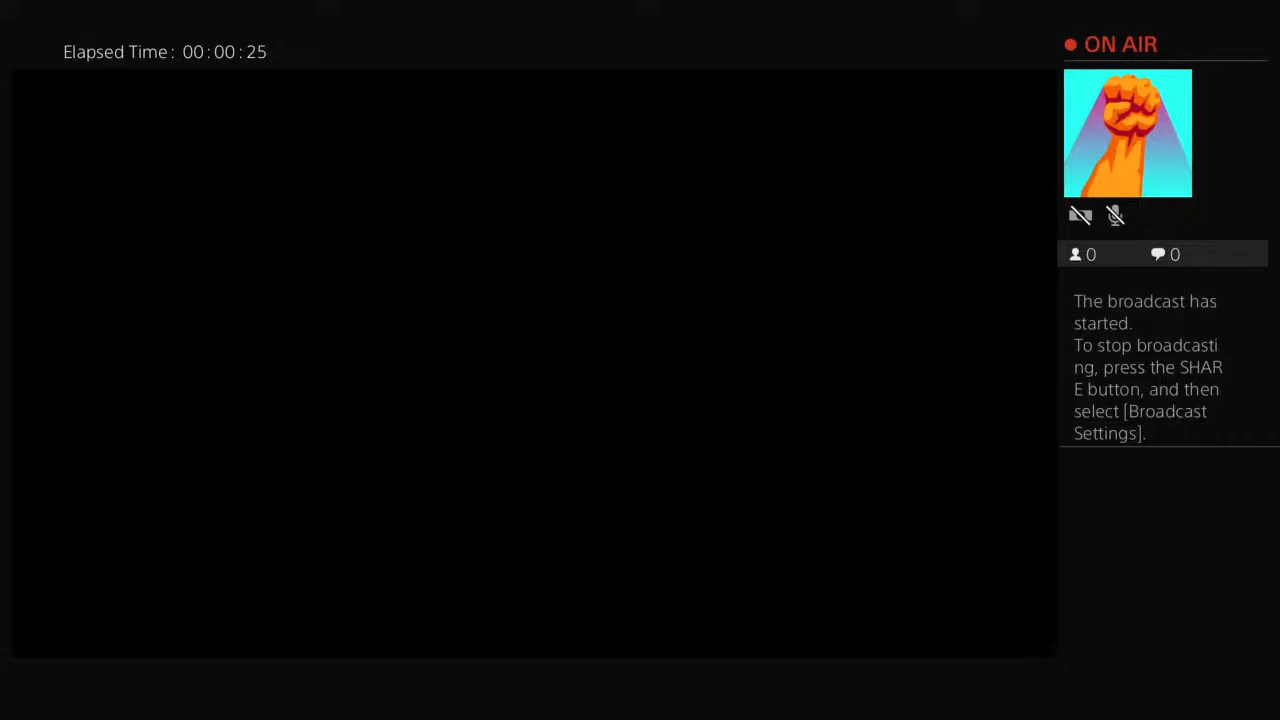 Elapsed Time: 00:00:25
ON AIR
0 0
The broadcast has
started.
To stop broadcasti
ng, press the SHAR
E button, and then
select [Broadcast
Settings].